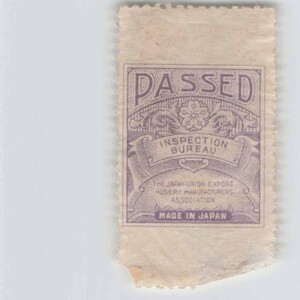 PASSED
INSPECTION
BUREAU
THE JAPAN UNION EXPORT
HOSIERY MANUFACTURERS'
ASSOCIATION
MADE IN JAPAN